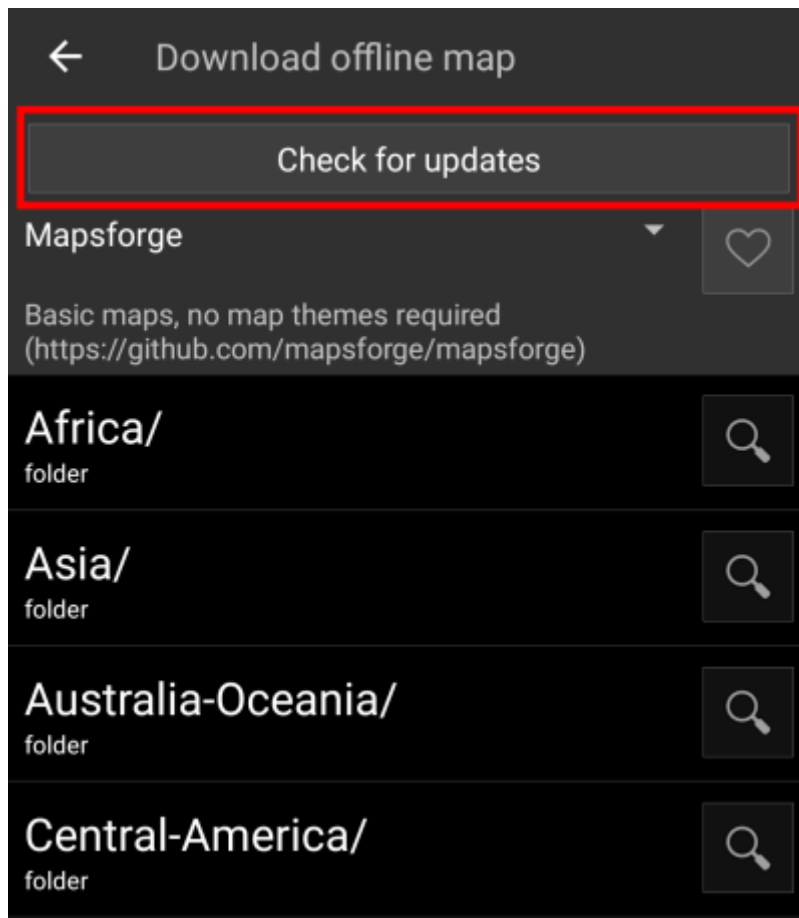 Download offline map
Check for updates
Mapsforge
Basic maps, no map themes required
(https://github.com/mapsforge/mapsforge)
Africa/
folder
Asia/
folder
Australia-Oceania/
folder
Central-America/
folder